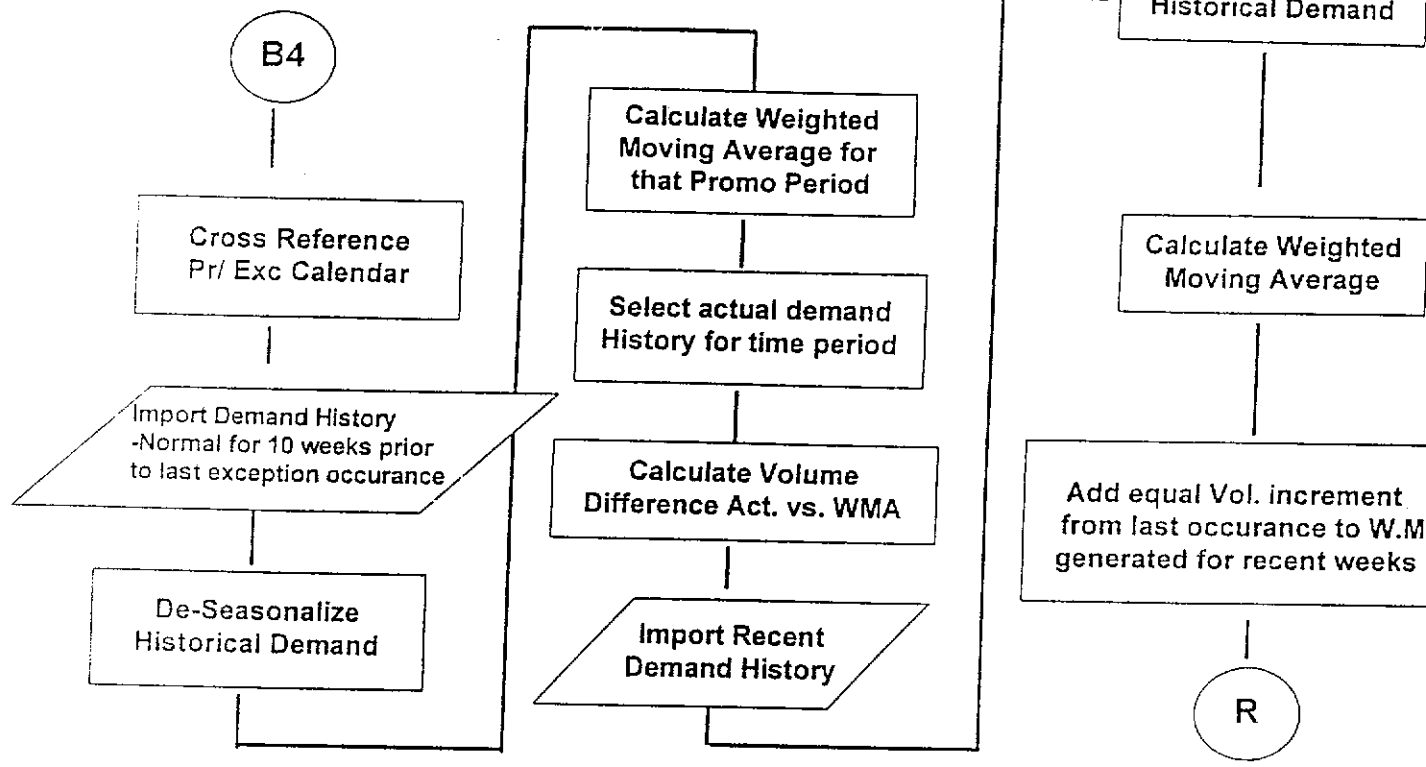 B4
Cross Reference
Pr/ Exc Calendar
Import Demand History
-Normal for 10 weeks prior
to last exception occurance
De-Seasonalize
Historical Demand
Calculate Weighted
Moving Average for
that Promo Period
Select actual demand
History for time period
Calculate Volume
Difference Act. vs. WMA
Import Recent
Demand History
Historical Demand
Calculate Weighted
Moving Average
Add equal Vol. increment
from last occurance to W.M
generated for recent weeks
R